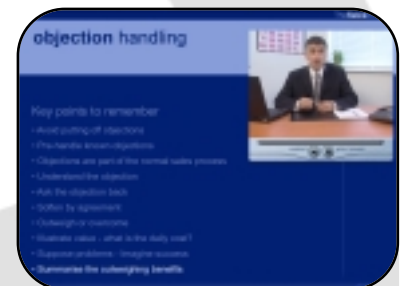 objection handling
Key points to remember
- Avoid putting off objections
- Pre-handle known objections
- Objections are part of the normal sales process
- Understand the objection
- Ask the objection back
- Soften by agreement
- Outweigh or overcome
- Illustrate value - what is the daily cost?
- Suppose problems - Imagine success
- Summarise the outweighing benefits